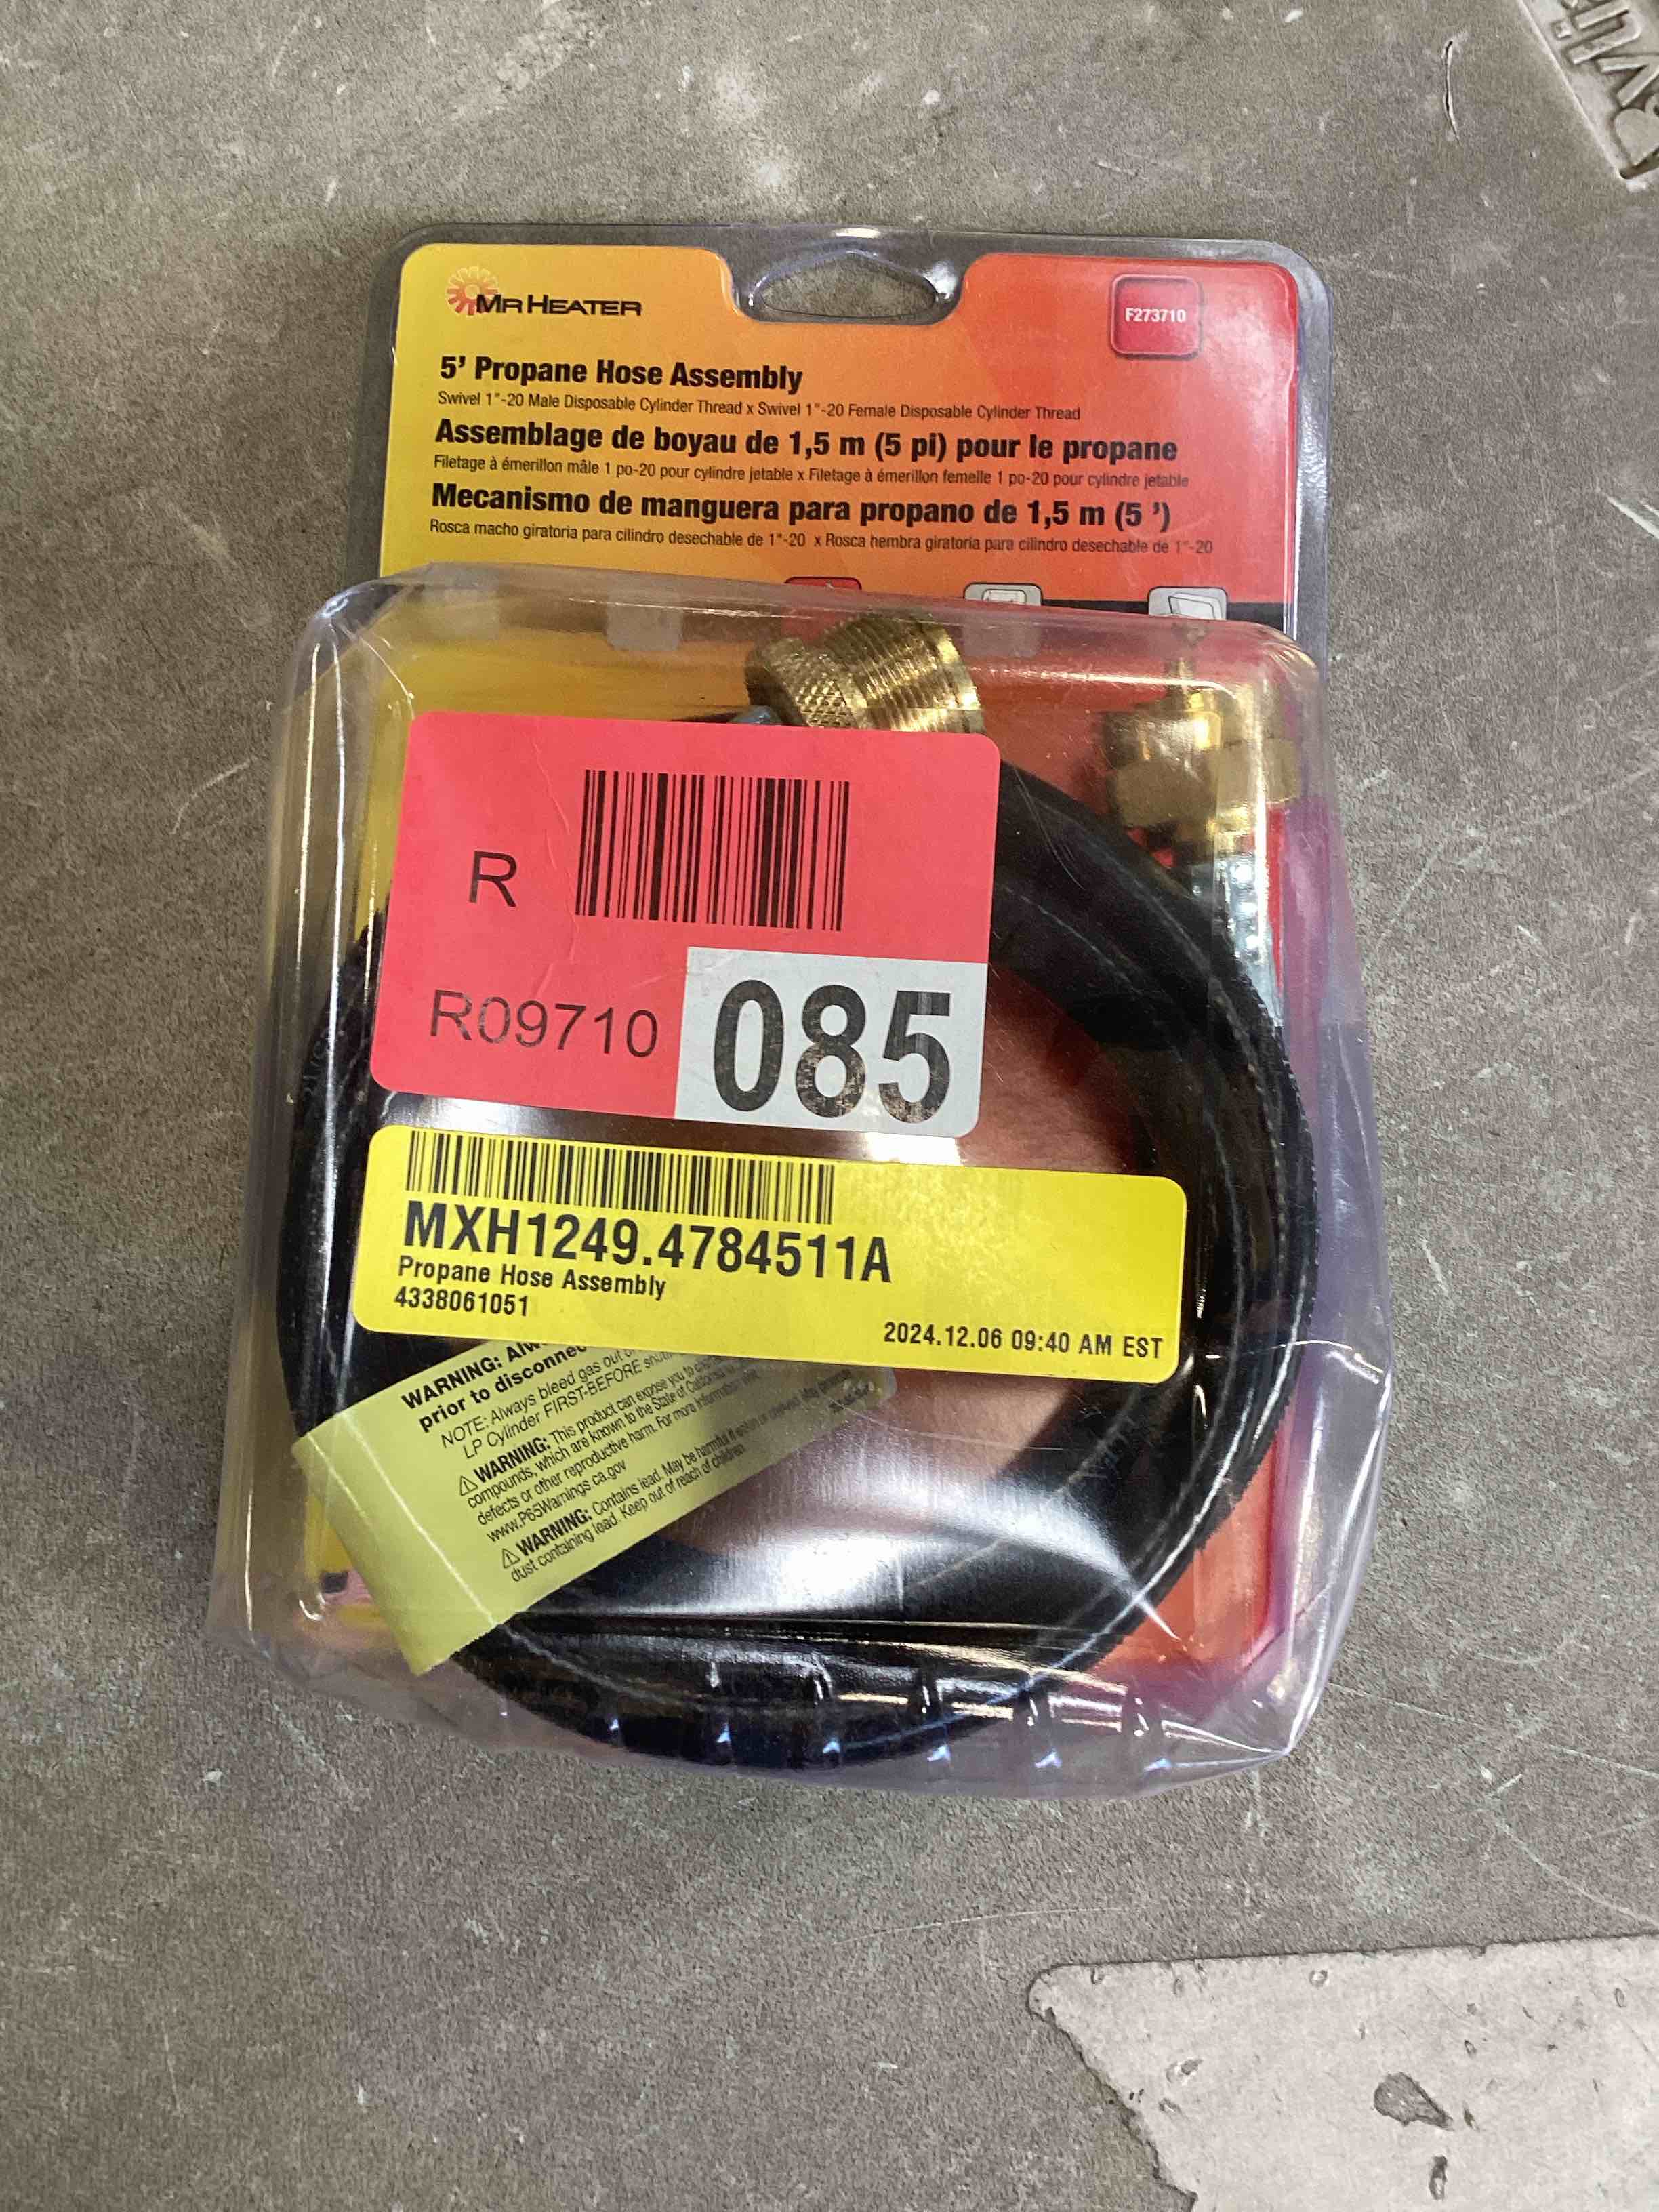 MR HEATER
F273710
5' Propane Hose Assembly
Swivel 1"-20 Male Disposable Cylinder Thread x Swivel 1"-20 Female Disposable Cylinder Thread
Assemblage de boyau de 1,5 m (5 pi) pour le propane
Filetage à émerillon mâle 1 po-20 pour cylindre jetable x Filetage à émerillon femelle 1 po-20 pour cylindre jetable
Mecanismo de manguera para propano de 1,5 m (5 ')
Rosca macho giratoria para cilindro desechable de 1"-20 x Rosca hembra giratoria para cilindro desechable de 1"-20
R
R09710
085
MXH1249.4784511A
Propane Hose Assembly
4338061051
2024.12.06 09:40 AM EST
WARNING:
prior to
NOTE: Always bleed gas out
LP Cylinder FIRST-BEFORE
WARNING: This product can expose you to
compounds, which are known to the State of California
defects or other reproductive harm. For more information
www.P65Warnings.ca.gov
WARNING: Contains lead. May be harmful if
dust containing lead. Keep out of reach of children.